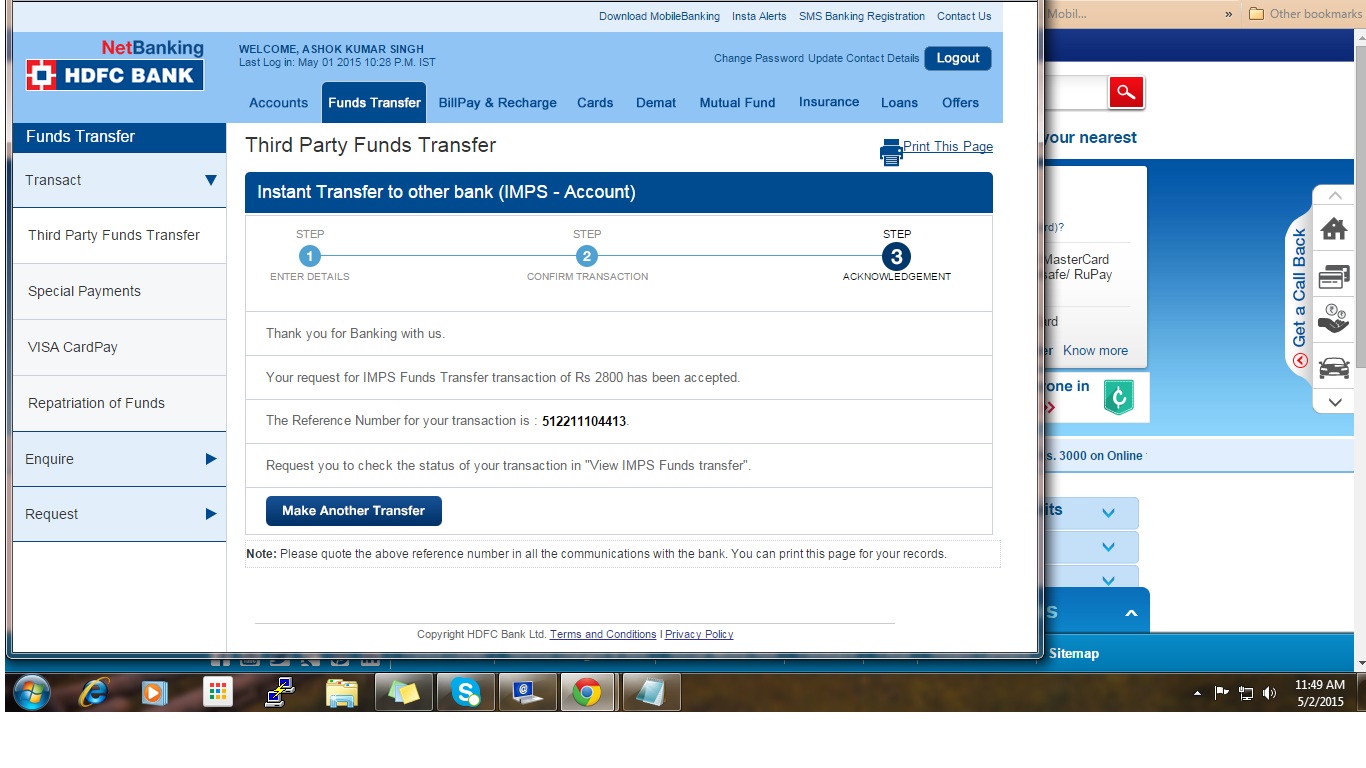 Download MobileBanking Insta Alerts SMS Banking Registration Contact Us
Mobil... » Other bookmarks
NetBanking
HDFC BANK
WELCOME, ASHOK KUMAR SINGH
Last Log in: May 01 2015 10:28 P.M. IST
Change Password Update Contact Details Logout
Accounts Funds Transfer BillPay & Recharge Cards Demat Mutual Fund Insurance Loans Offers
Funds Transfer
Transact
Third Party Funds Transfer
Special Payments
VISA CardPay
Repatriation of Funds
Enquire
Request
Third Party Funds Transfer
Print This Page
Instant Transfer to other bank (IMPS - Account)
STEP STEP STEP
1 2 3
ENTER DETAILS CONFIRM TRANSACTION ACKNOWLEDGEMENT
Thank you for Banking with us.
Your request for IMPS Funds Transfer transaction of Rs 2800 has been accepted.
The Reference Number for your transaction is : 512211104413.
Request you to check the status of your transaction in "View IMPS Funds transfer".
Make Another Transfer
Note: Please quote the above reference number in all the communications with the bank. You can print this page for your records.
Copyright HDFC Bank Ltd. Terms and Conditions I Privacy Policy
your nearest
rd)?
MasterCard
safe/ RuPay
rd
er Know more
one in
s. 3000 on Online
its
s
Sitemap
Get a Call Back
11:49 AM
5/2/2015